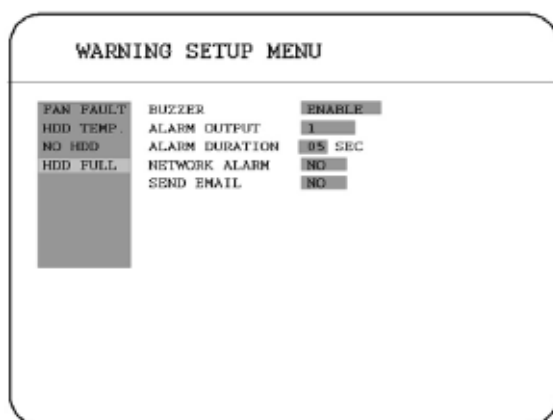 WARNING SETUP MENU
FAN FAULT BUZZER ENABLE
HDD TEMP. ALARM OUTPUT 1
NO HDD ALARM DURATION 05 SEC
HDD FULL NETWORK ALARM NO
SEND EMAIL NO